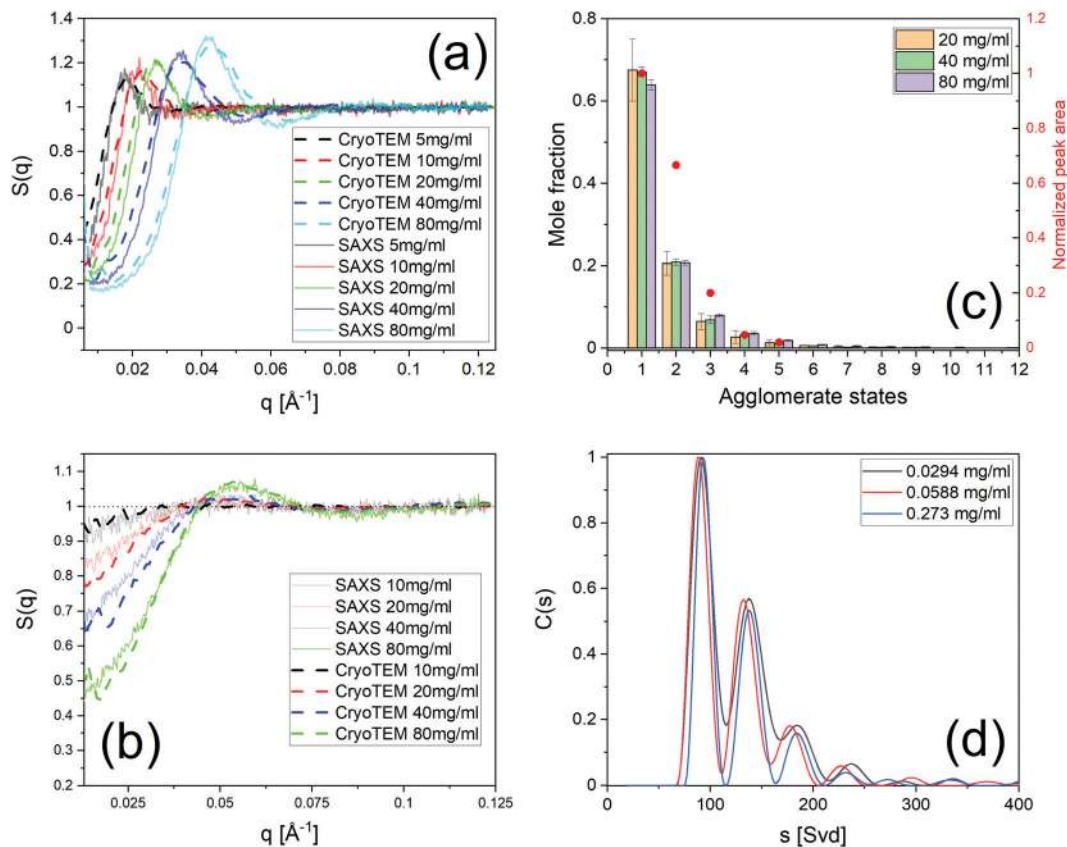 (a)
1.4
1.2
1
0.8
0.6
0.4
0.2
0
S(q)
CryoTEM 5mg/ml
CryoTEM 10mg/ml
CryoTEM 20mg/ml
CryoTEM 40mg/ml
CryoTEM 80mg/ml
SAXS 5mg/ml
SAXS 10mg/ml
SAXS 20mg/ml
SAXS 40mg/ml
SAXS 80mg/ml
0.02 0.04 0.06 0.08 0.1 0.12
q [Å⁻¹]
(c)
0.8
0.6
0.4
0.2
0
Mole fraction
20 mg/ml
40 mg/ml
80 mg/ml
1.2
1
0.8
0.6
0.4
0.2
0
Normalized peak area
0 1 2 3 4 5 6 7 8 9 10 11 12
Agglomerate states
(b)
1.1
1
0.9
0.8
0.7
0.6
0.5
0.4
0.3
0.2
S(q)
SAXS 10mg/ml
SAXS 20mg/ml
SAXS 40mg/ml
SAXS 80mg/ml
CryoTEM 10mg/ml
CryoTEM 20mg/ml
CryoTEM 40mg/ml
CryoTEM 80mg/ml
0.025 0.05 0.075 0.1 0.125
q [Å⁻¹]
(d)
1
0.8
0.6
0.4
0.2
0
C(s)
0.0294 mg/ml
0.0588 mg/ml
0.273 mg/ml
0 100 200 300 400
s [Svd]